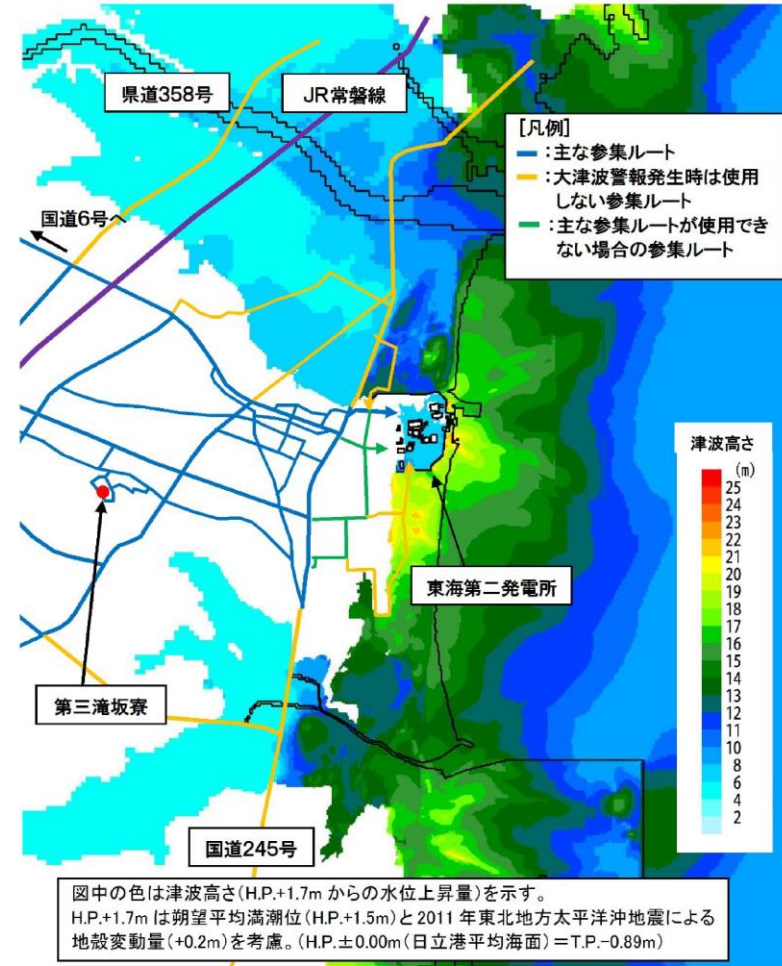 県道358号
JR常磐線
[凡例]
:主な参集ルート
:大津波警報発生時は使用
しない参集ルート
:主な参集ルートが使用でき
ない場合の参集ルート
国道6号へ
津波高さ
(m)
25
24
23
22
21
20
19
18
17
16
15
14
13
12
11
10
8
6
4
2
東海第二発電所
第三滝坂寮
国道245号
図中の色は津波高さ(H.P.+1.7mからの水位上昇量)を示す。
H.P.+1.7mは朔望平均満潮位(H.P.+1.5m)と2011年東北地方太平洋沖地震による
地殻変動量(+0.2m)を考慮。(H.P.±0.00m(日立港平均海面)=T.P.-0.89m)